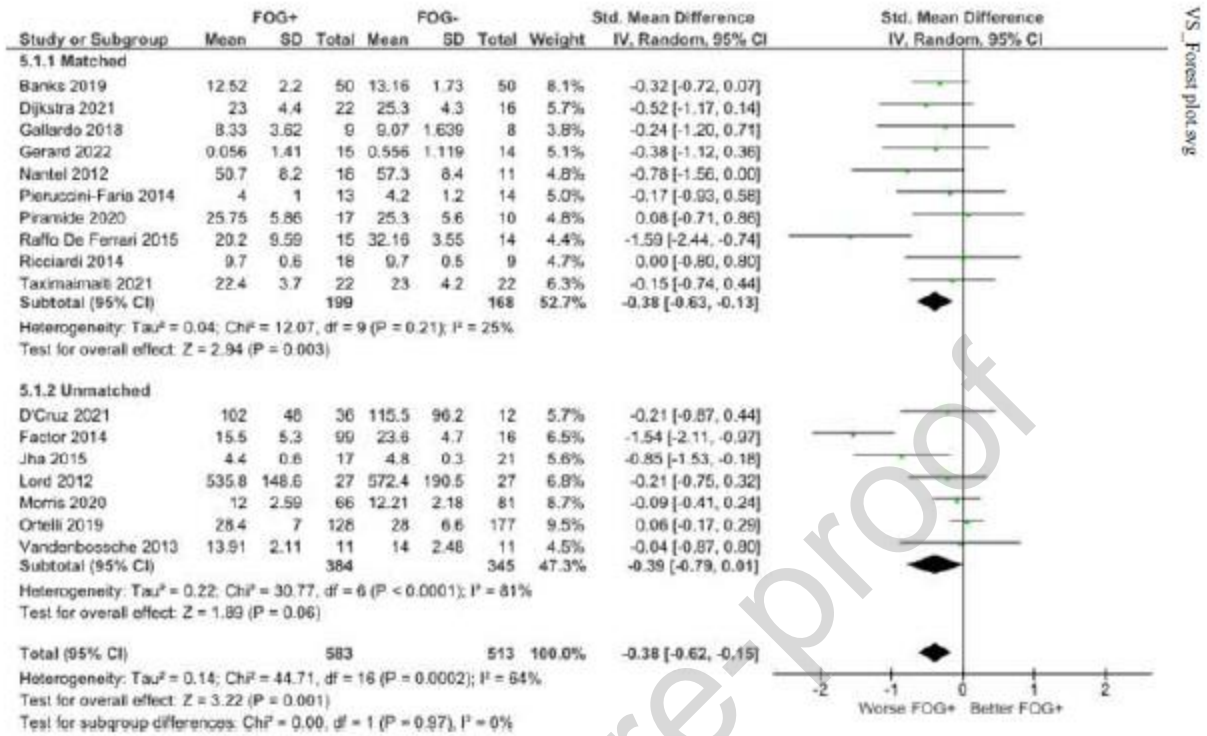 FOG+ FOG- Std. Mean Difference Std. Mean Difference
Study or Subgroup Mean SD Total Mean SD Total Weight IV, Random, 95% CI IV, Random, 95% CI
5.1.1 Matched
Banks 2019 12.52 2.2 50 13.16 1.73 50 8.1% -0.32 [-0.72, 0.07]
Dijkstra 2021 23 4.4 22 25.3 4.3 16 5.7% -0.52 [-1.17, 0.14]
Gallardo 2018 8.33 3.62 9 9.07 1.639 8 3.8% -0.24 [-1.20, 0.71]
Gerard 2022 0.056 1.41 15 0.556 1.119 14 5.1% -0.38 [-1.12, 0.36]
Nantel 2012 50.7 8.2 16 57.3 8.4 11 4.8% -0.78 [-1.56, 0.00]
Pieruccini-Faria 2014 4 1 13 4.2 1.2 14 5.0% -0.17 [-0.93, 0.58]
Piramide 2020 25.75 5.86 17 25.3 5.6 10 4.8% 0.08 [-0.71, 0.86]
Raffo De Ferrari 2015 20.2 9.59 15 32.16 3.55 14 4.4% -1.59 [-2.44, -0.74]
Ricciardi 2014 9.7 0.6 18 9.7 0.5 9 4.7% 0.00 [-0.80, 0.80]
Taximaimaiti 2021 22.4 3.7 22 23 4.2 22 6.3% -0.15 [-0.74, 0.44]
Subtotal (95% CI) 199 168 52.7% -0.38 [-0.63, -0.13]
Heterogeneity: Tau² = 0.04; Chi² = 12.07, df = 9 (P = 0.21); I² = 25%
Test for overall effect: Z = 2.94 (P = 0.003)
5.1.2 Unmatched
D'Cruz 2021 102 48 36 115.5 96.2 12 5.7% -0.21 [-0.87, 0.44]
Factor 2014 15.5 5.3 99 23.6 4.7 16 6.5% -1.54 [-2.11, -0.97]
Jha 2015 4.4 0.6 17 4.8 0.3 21 5.6% -0.85 [-1.53, -0.18]
Lord 2012 535.8 148.6 27 572.4 190.5 27 6.8% -0.21 [-0.75, 0.32]
Morris 2020 12 2.59 66 12.21 2.18 81 8.7% -0.09 [-0.41, 0.24]
Ortelli 2019 28.4 7 128 28 6.6 177 9.5% 0.06 [-0.17, 0.29]
Vandenbossche 2013 13.91 2.11 11 14 2.48 11 4.5% -0.04 [-0.87, 0.80]
Subtotal (95% CI) 384 345 47.3% -0.39 [-0.79, 0.01]
Heterogeneity: Tau² = 0.22; Chi² = 30.77, df = 6 (P < 0.0001); I² = 81%
Test for overall effect: Z = 1.89 (P = 0.06)
Total (95% CI) 583 513 100.0% -0.38 [-0.62, -0.15]
Heterogeneity: Tau² = 0.14; Chi² = 44.71, df = 16 (P = 0.0002); I² = 64%
Test for overall effect: Z = 3.22 (P = 0.001)
Test for subgroup differences: Chi² = 0.00, df = 1 (P = 0.97), I² = 0%
-2 -1 0 1 2
Worse FOG+ Better FOG+
VS_Forest plot.svg
re-proof